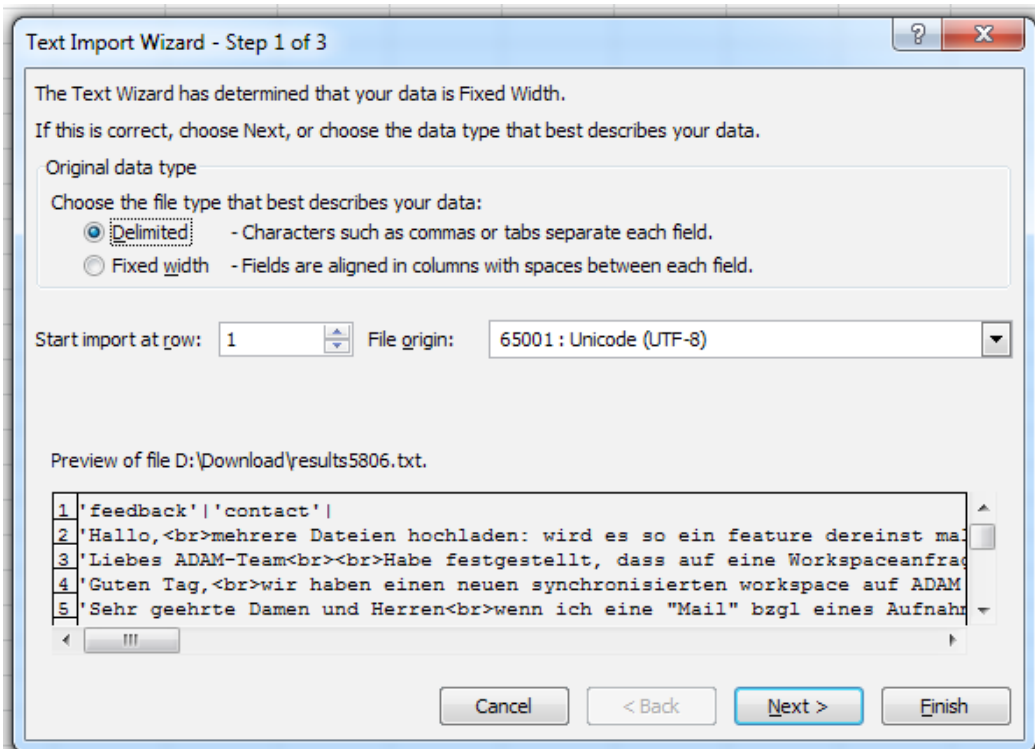 Text Import Wizard - Step 1 of 3
The Text Wizard has determined that your data is Fixed Width.
If this is correct, choose Next, or choose the data type that best describes your data.
Original data type
Choose the file type that best describes your data:
Delimited - Characters such as commas or tabs separate each field.
Fixed width - Fields are aligned in columns with spaces between each field.
Start import at row: 1 File origin: 65001 : Unicode (UTF-8)
Preview of file D:\Download\results5806.txt.
1 'feedback'|'contact'|
2 'Hallo,<br>mehrere Dateien hochladen: wird es so ein feature dereinst mal
3 'Liebes ADAM-Team<br><br>Habe festgestellt, dass auf eine Workspaceanfrag
4 'Guten Tag,<br>wir haben einen neuen synchronisierten workspace auf ADAM
5 'Sehr geehrte Damen und Herren<br>wenn ich eine "Mail" bzgl eines Aufnah
Cancel < Back Next > Finish